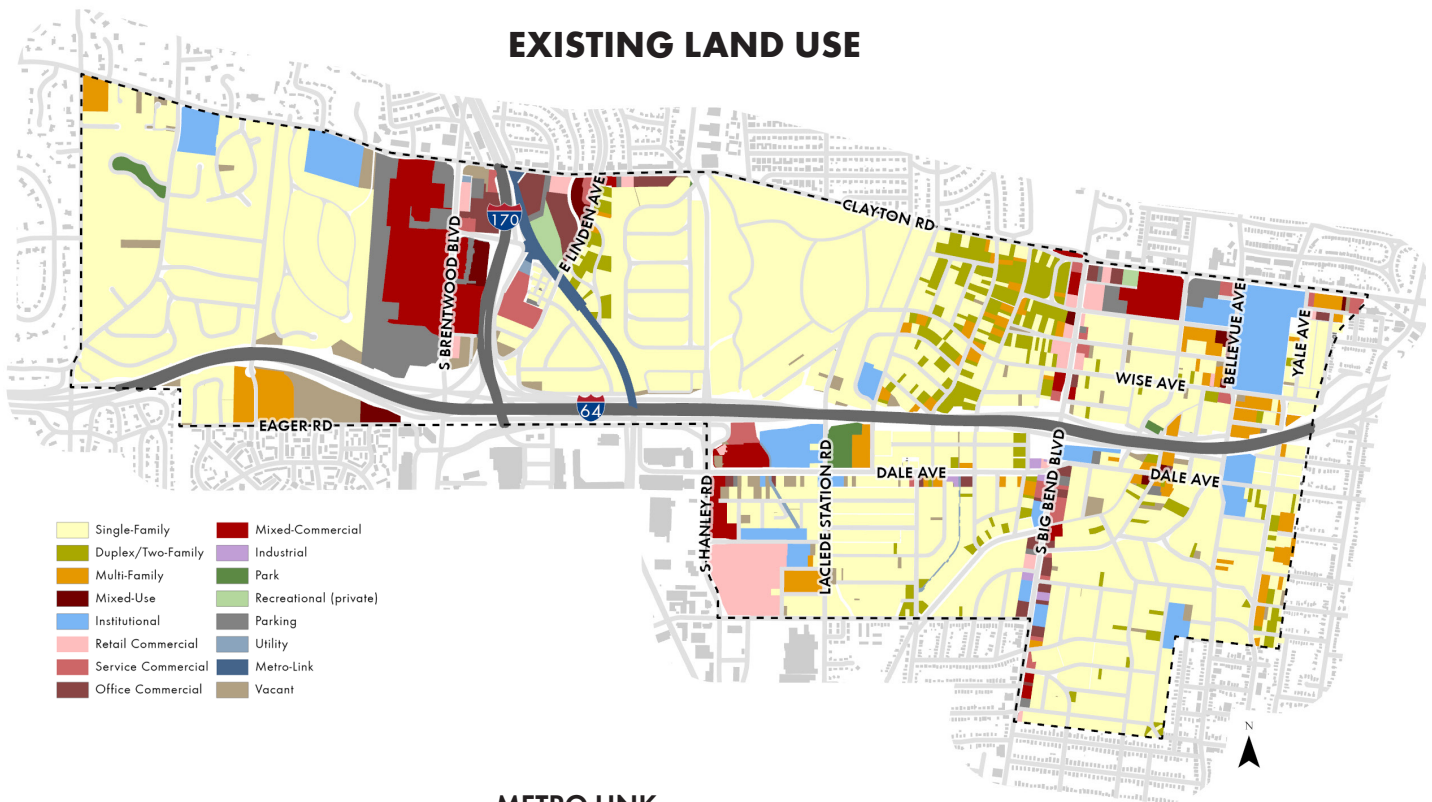 EXISTING LAND USE
CLAYTON RD
170
E LINDEN AVE
S BRENTWOOD BLVD
BELLEVUE AVE
YALE AVE
WISE AVE
64
EAGER RD
S HANLEY RD
LACLEDE STATION RD
DALE AVE
S BIG BEND BLVD
DALE AVE
Single-Family
Duplex/Two-Family
Multi-Family
Mixed-Use
Institutional
Retail Commercial
Service Commercial
Office Commercial
Mixed-Commercial
Industrial
Park
Recreational (private)
Parking
Utility
Metro-Link
Vacant
N
METRO LINK